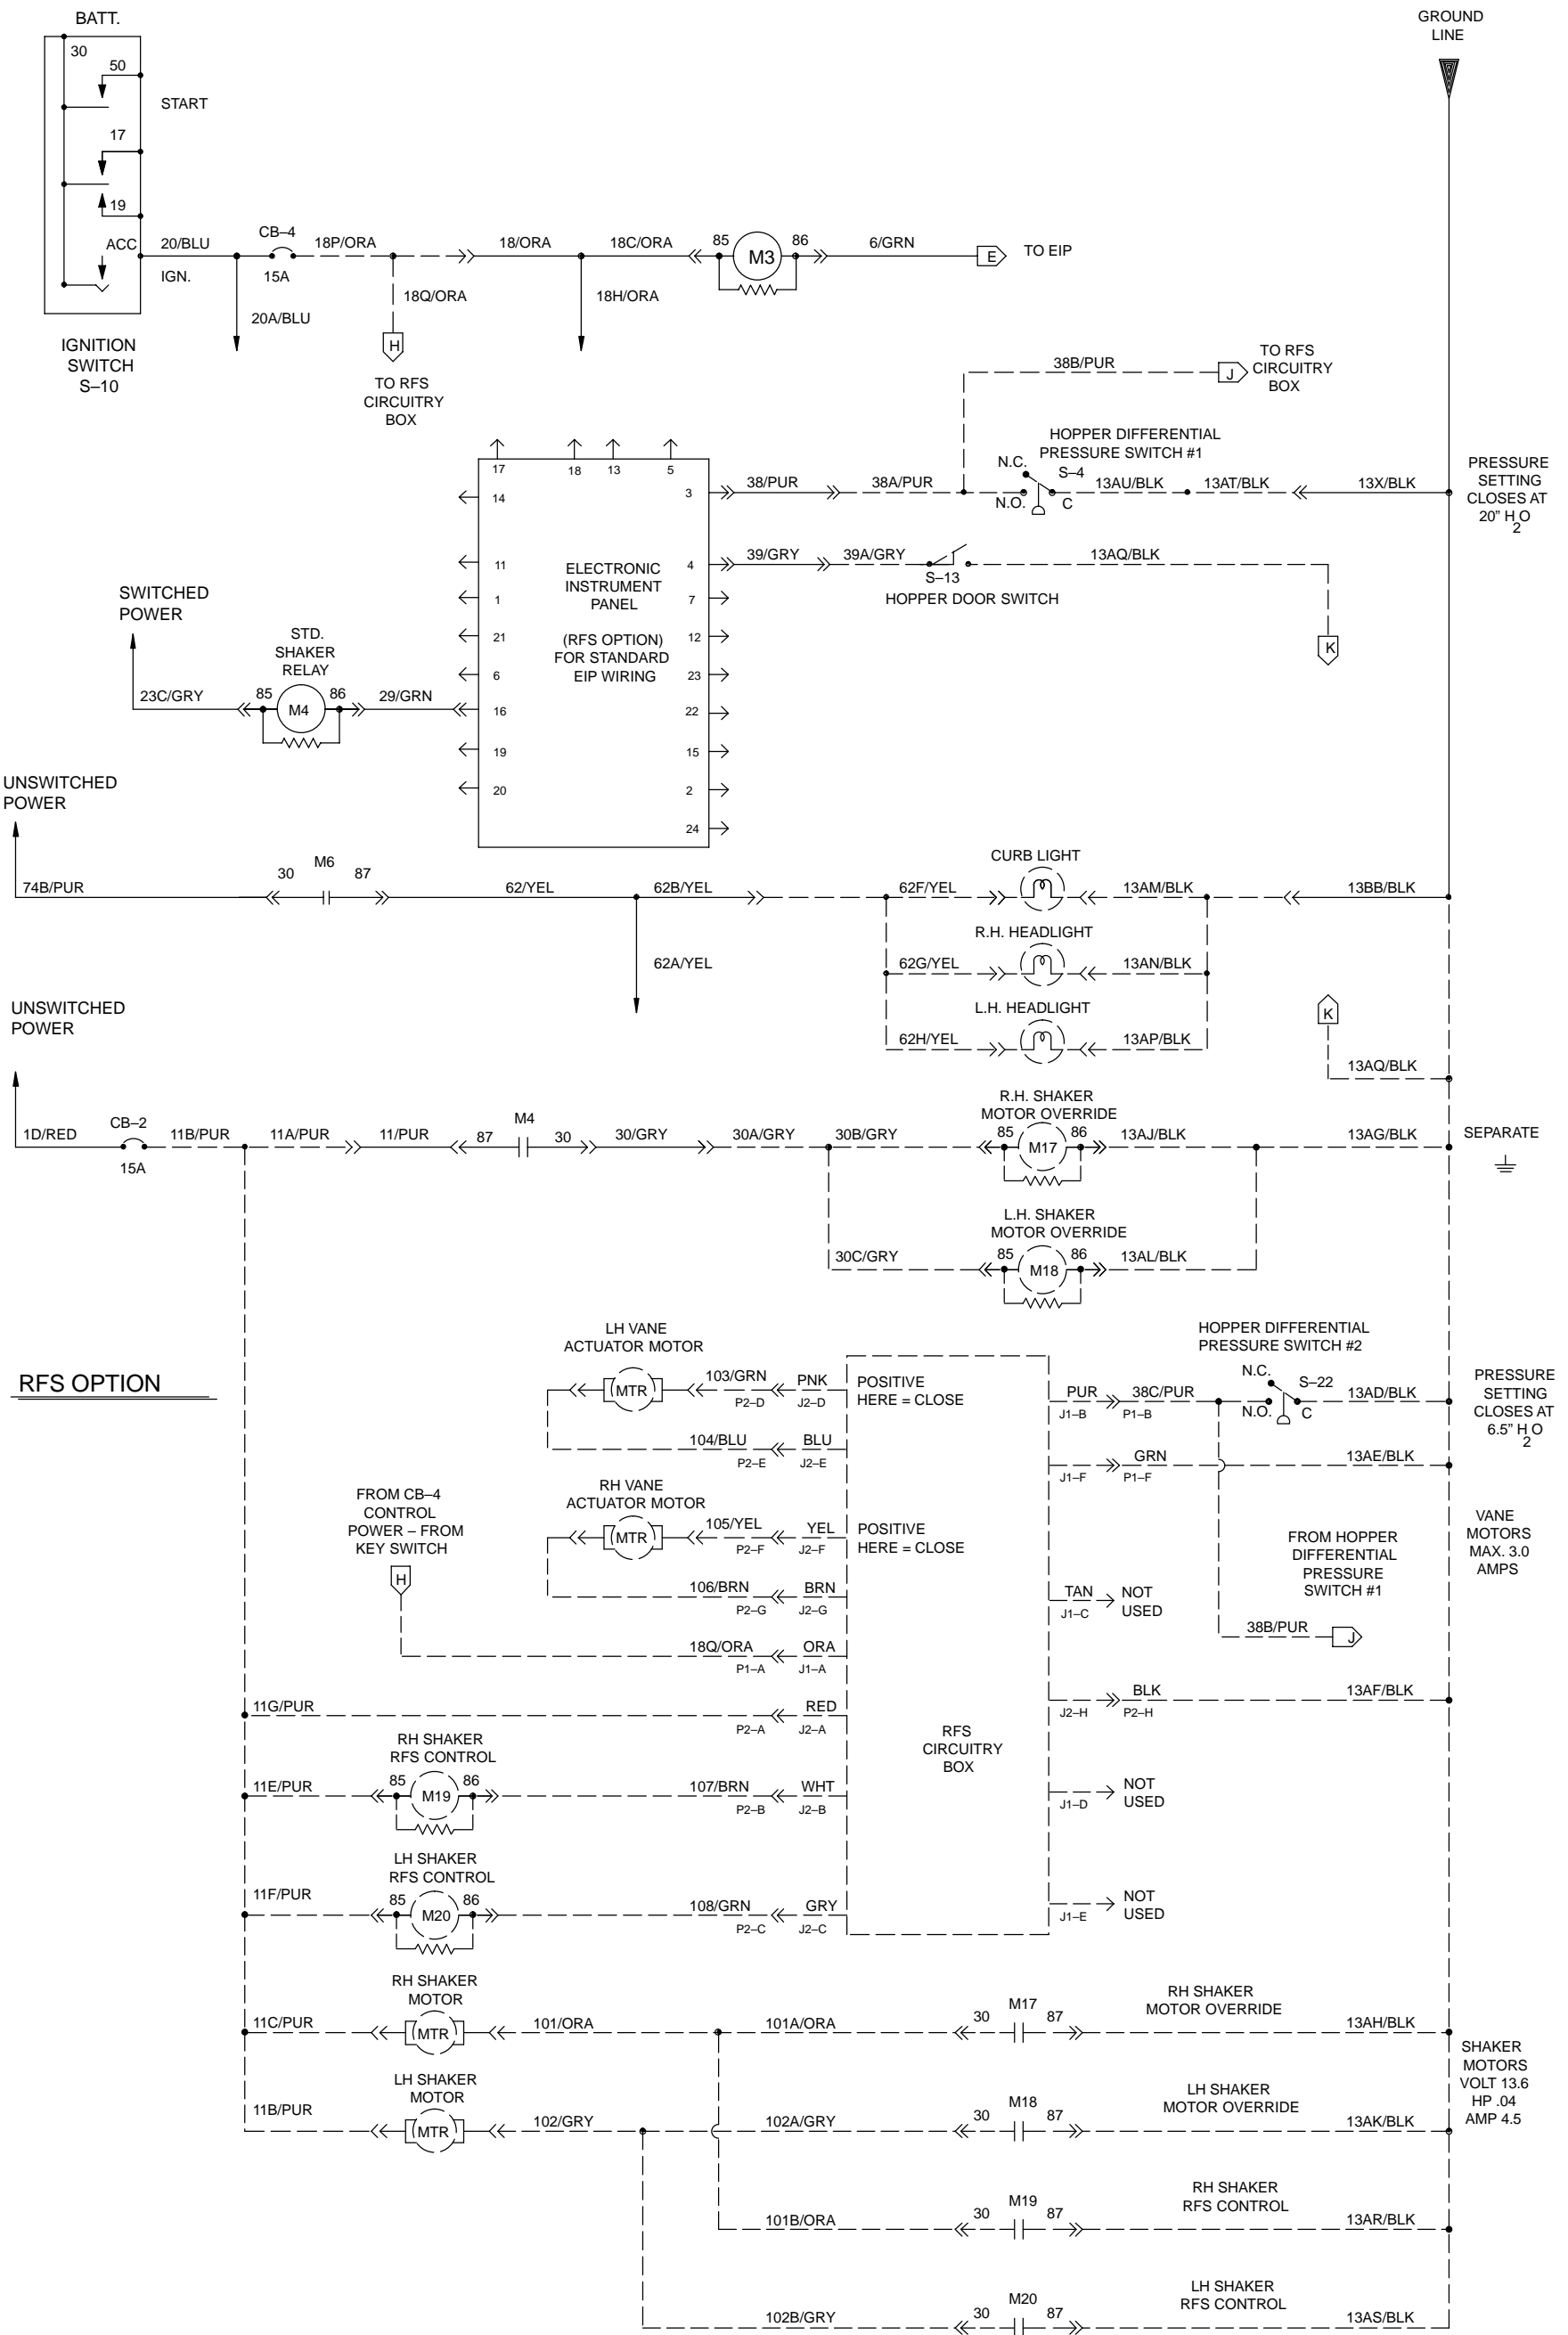 BATT.
GROUND
LINE
30
50
START
17
19
ACC
20/BLU
CB–4
18P/ORA
18/ORA
18C/ORA
85
M3
86
6/GRN
E
TO EIP
IGN.
15A
18Q/ORA
18H/ORA
20A/BLU
H
IGNITION
SWITCH
S–10
TO RFS
CIRCUITRY
BOX
38B/PUR
J
TO RFS
CIRCUITRY
BOX
HOPPER DIFFERENTIAL
PRESSURE SWITCH #1
N.C.
S–4
17
18
13
5
14
3
38/PUR
38A/PUR
N.O.
C
13AU/BLK
13AT/BLK
13X/BLK
PRESSURE
SETTING
CLOSES AT
20” H O
2
11
4
39/GRY
39A/GRY
S–13
13AQ/BLK
HOPPER DOOR SWITCH
K
ELECTRONIC
INSTRUMENT
PANEL
(RFS OPTION)
FOR STANDARD
EIP WIRING
1
7
21
12
6
23
16
22
19
15
20
2
24
SWITCHED
POWER
STD.
SHAKER
RELAY
23C/GRY
85
M4
86
29/GRN
UNSWITCHED
POWER
74B/PUR
30
M6
87
62/YEL
62B/YEL
62A/YEL
CURB LIGHT
62F/YEL
13AM/BLK
13BB/BLK
R.H. HEADLIGHT
62G/YEL
13AN/BLK
L.H. HEADLIGHT
62H/YEL
13AP/BLK
K
13AQ/BLK
UNSWITCHED
POWER
1D/RED
CB–2
15A
11B/PUR
11A/PUR
11/PUR
87
M4
30
30/GRY
30A/GRY
30B/GRY
R.H. SHAKER
MOTOR OVERRIDE
85
M17
86
13AJ/BLK
13AG/BLK
SEPARATE
L.H. SHAKER
MOTOR OVERRIDE
30C/GRY
85
M18
86
13AL/BLK
RFS OPTION
LH VANE
ACTUATOR MOTOR
MTR
103/GRN
PNK
P2–D
J2–D
POSITIVE
HERE = CLOSE
104/BLU
BLU
P2–E
J2–E
HOPPER DIFFERENTIAL
PRESSURE SWITCH #2
N.C.
S–22
PUR
38C/PUR
J1–B
P1–B
N.O.
C
13AD/BLK
PRESSURE
SETTING
CLOSES AT
6.5” H O
2
GRN
J1–F
P1–F
13AE/BLK
RH VANE
ACTUATOR MOTOR
MTR
105/YEL
YEL
P2–F
J2–F
POSITIVE
HERE = CLOSE
106/BRN
BRN
P2–G
J2–G
FROM CB–4
CONTROL
POWER – FROM
KEY SWITCH
H
FROM HOPPER
DIFFERENTIAL
PRESSURE
SWITCH #1
VANE
MOTORS
MAX. 3.0
AMPS
TAN
J1–C
NOT
USED
38B/PUR
J
18Q/ORA
ORA
P1–A
J1–A
11G/PUR
RED
P2–A
J2–A
BLK
J2–H
P2–H
13AF/BLK
RFS
CIRCUITRY
BOX
RH SHAKER
RFS CONTROL
11E/PUR
85
M19
86
107/BRN
WHT
P2–B
J2–B
J1–D
NOT
USED
LH SHAKER
RFS CONTROL
11F/PUR
85
M20
86
108/GRN
GRY
P2–C
J2–C
J1–E
NOT
USED
RH SHAKER
MOTOR
11C/PUR
MTR
101/ORA
101A/ORA
30
M17
87
RH SHAKER
MOTOR OVERRIDE
13AH/BLK
SHAKER
MOTORS
VOLT 13.6
HP .04
AMP 4.5
LH SHAKER
MOTOR
11B/PUR
MTR
102/GRY
102A/GRY
30
M18
87
LH SHAKER
MOTOR OVERRIDE
13AK/BLK
101B/ORA
30
M19
87
RH SHAKER
RFS CONTROL
13AR/BLK
102B/GRY
30
M20
87
LH SHAKER
RFS CONTROL
13AS/BLK